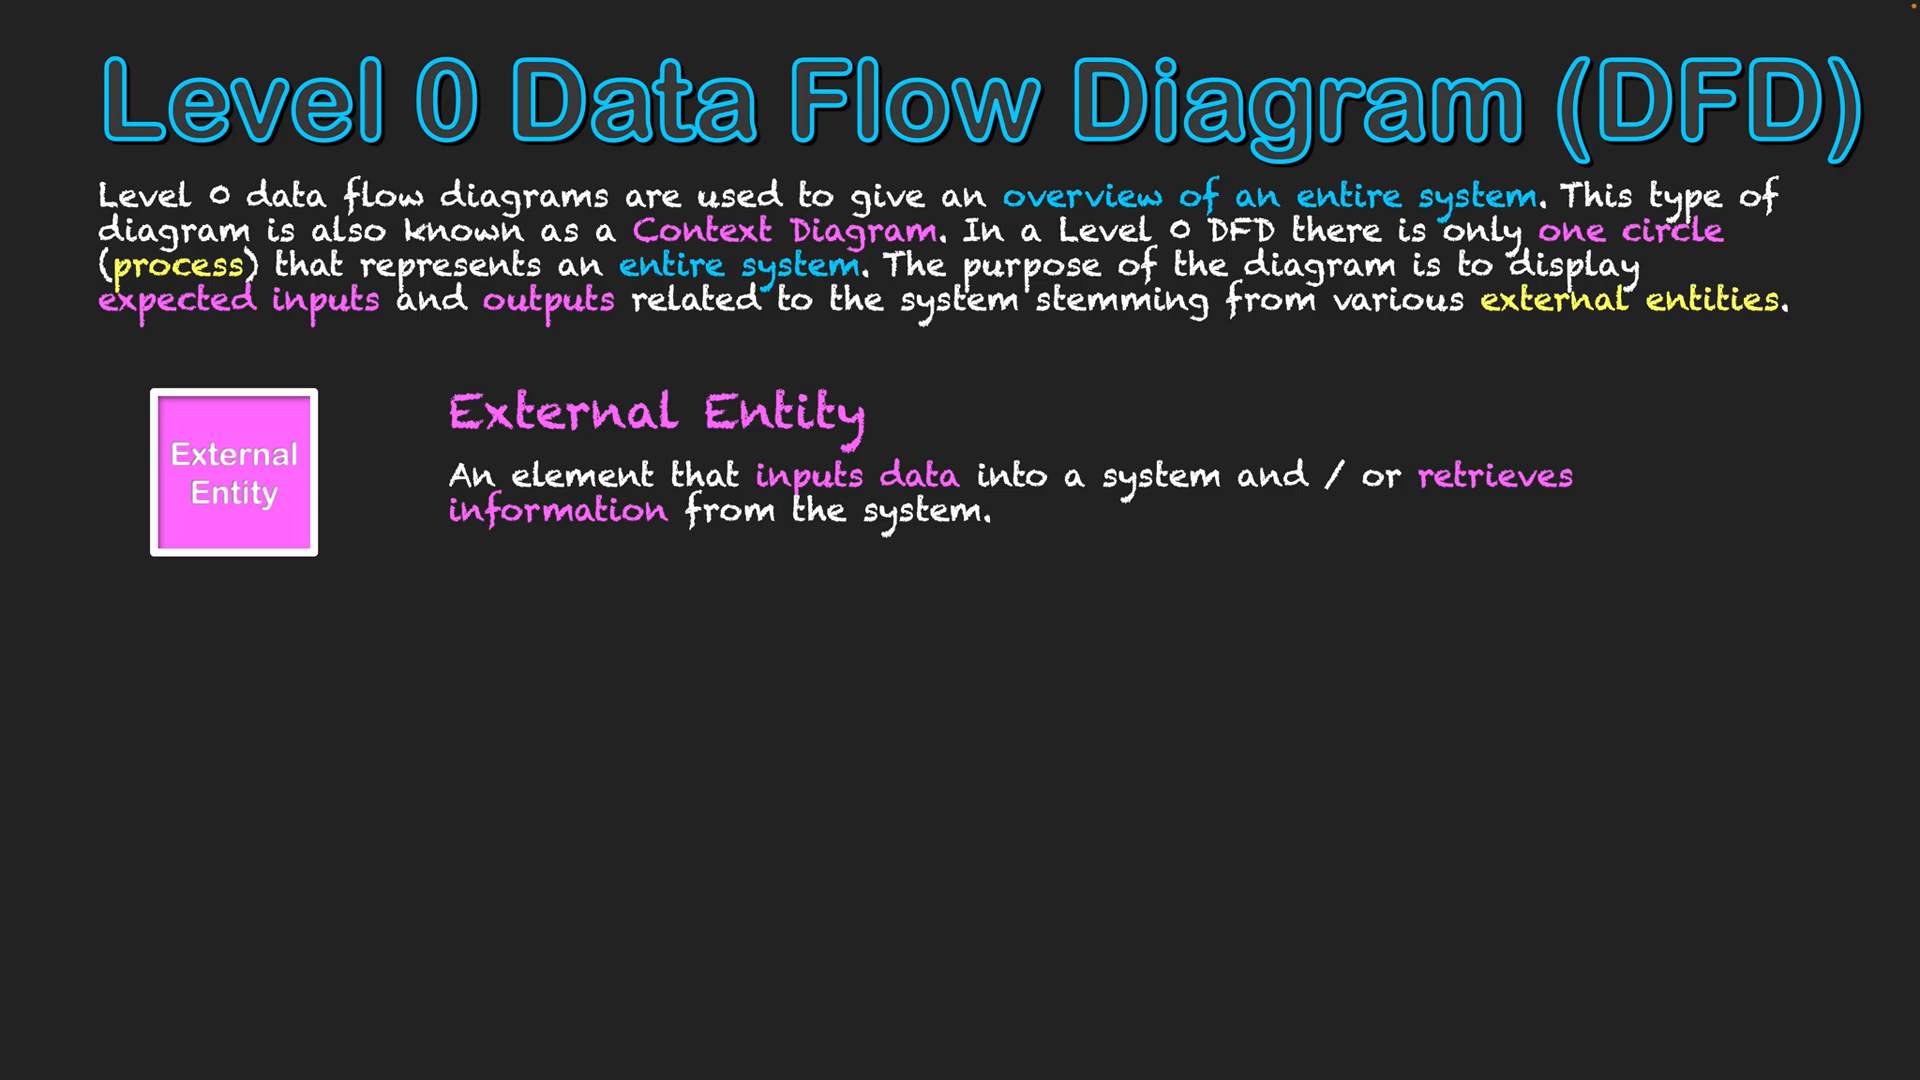 Level 0 Data Flow Diagram (DFD)
Level 0 data flow diagrams are used to give an overview of an entire system. This type of
diagram is also known as a Context Diagram. In a Level 0 DFD there is only one circle
(process) that represents an entire system. The purpose of the diagram is to display
expected inputs and outputs related to the system stemming from various external entities.
External
Entity
External Entity
An element that inputs data into a system and / or retrieves
information from the system.